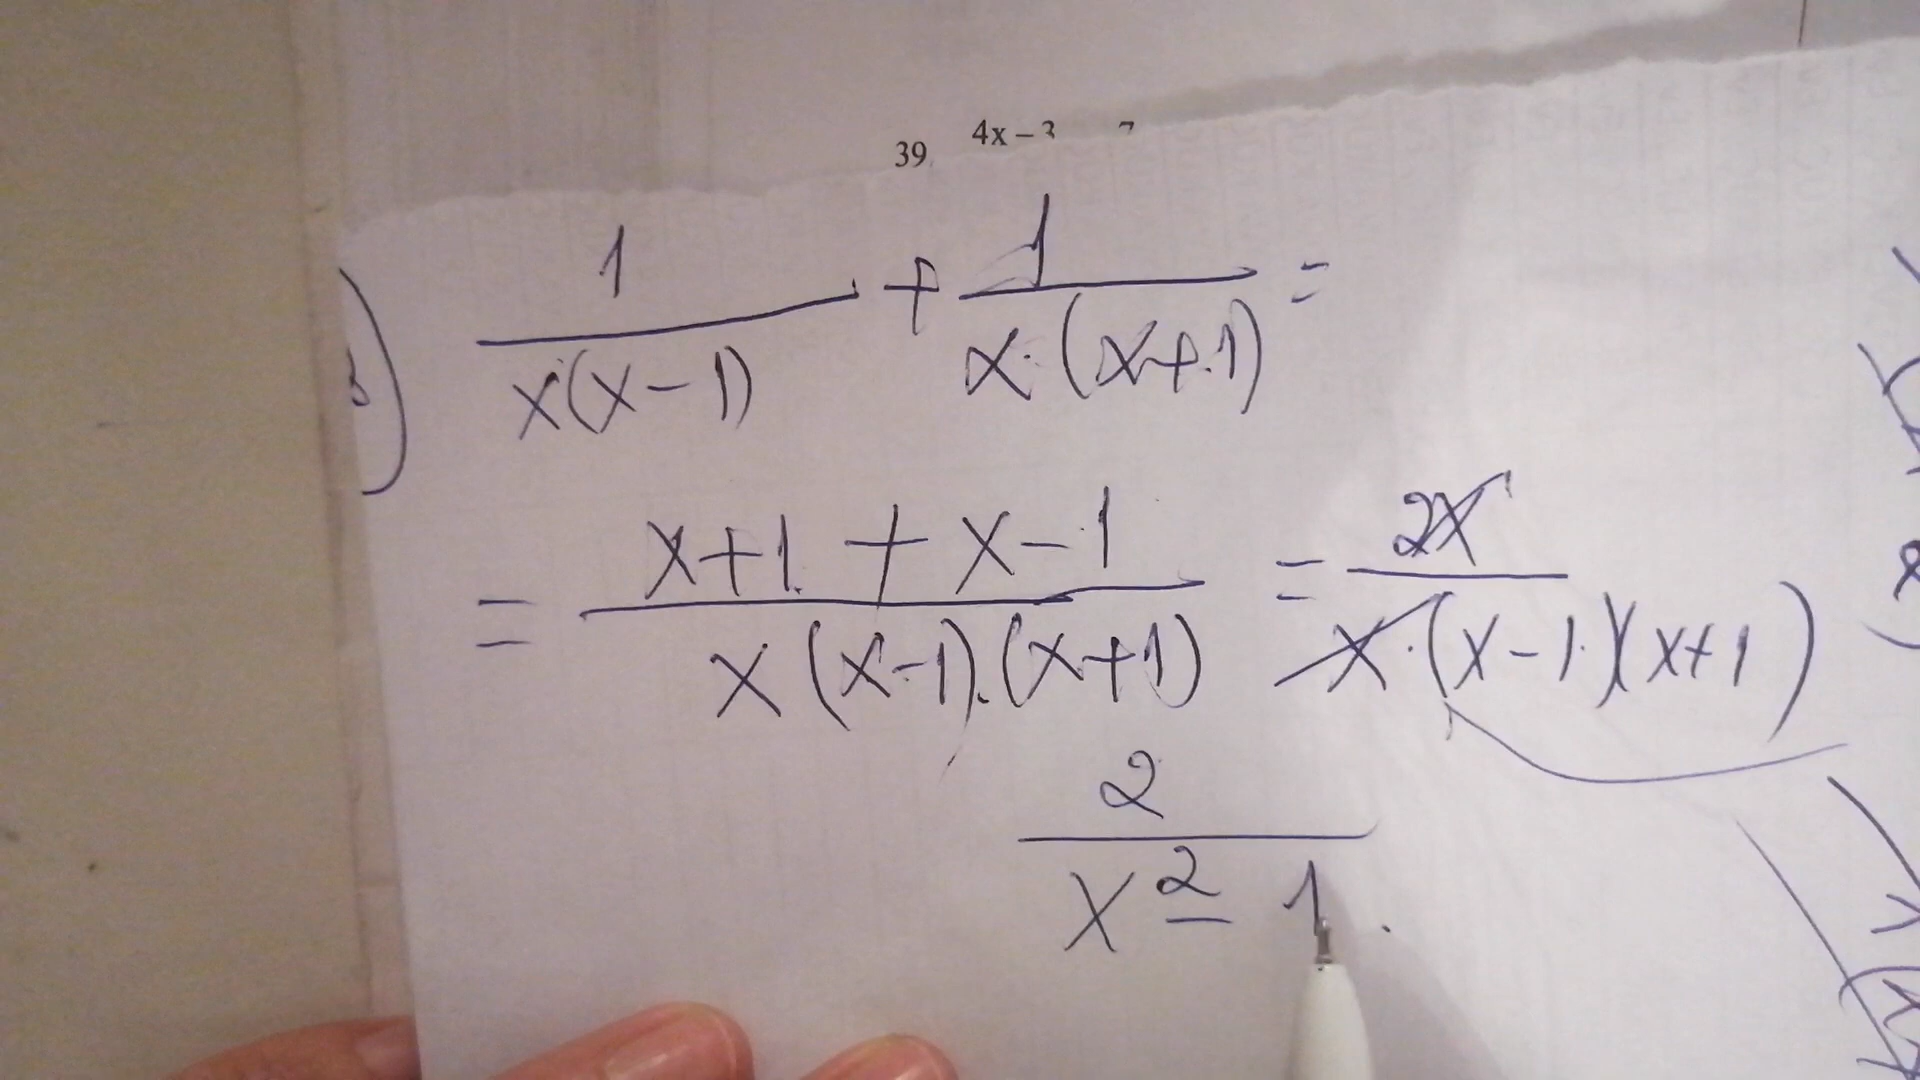 39. 4x – 3
1/x(x-1) + 1/x·(x+1) =
= x+1 + x-1/x(x-1)·(x+1) = 2x/x·(x-1)(x+1)
2/x² - 1